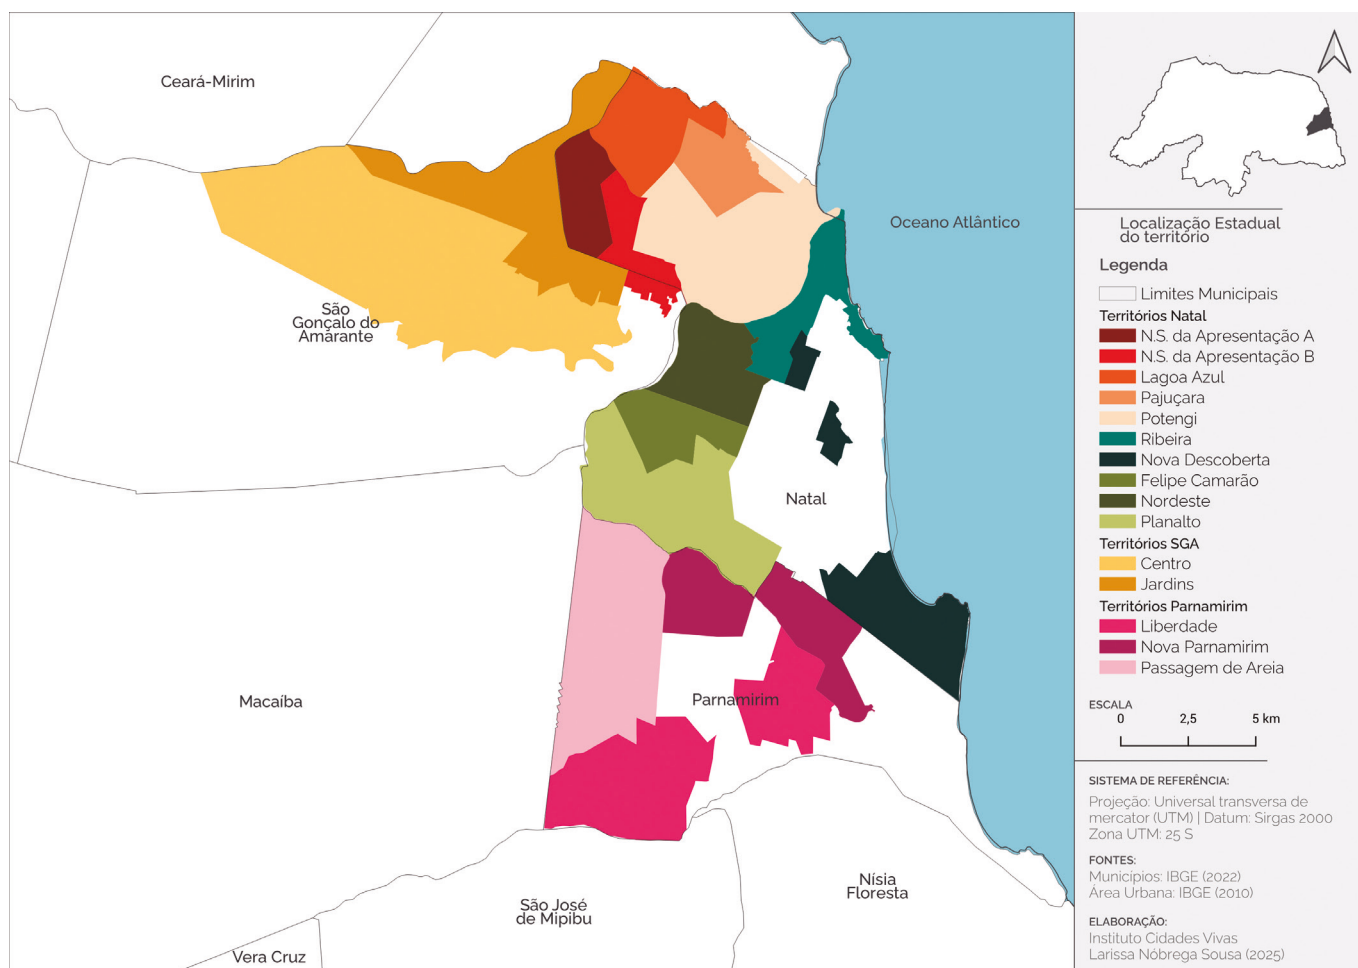 Ceará-Mirim
Oceano Atlântico
São
Gonçalo do
Amarante
Natal
Macaíba
Parnamirim
Nísia
Floresta
São José
de Mipibu
Vera Cruz
Localização Estadual
do território
Legenda
Limites Municipais
Territórios Natal
N.S. da Apresentação A
N.S. da Apresentação B
Lagoa Azul
Pajuçara
Potengi
Ribeira
Nova Descoberta
Felipe Camarão
Nordeste
Planalto
Territórios SGA
Centro
Jardins
Territórios Parnamirim
Liberdade
Nova Parnamirim
Passagem de Areia
ESCALA
0 2,5 5 km
SISTEMA DE REFERÊNCIA:
Projeção: Universal transversa de
mercator (UTM) | Datum: Sirgas 2000
Zona UTM: 25 S
FONTES:
Municípios: IBGE (2022)
Área Urbana: IBGE (2010)
ELABORAÇÃO:
Instituto Cidades Vivas
Larissa Nóbrega Sousa (2025)